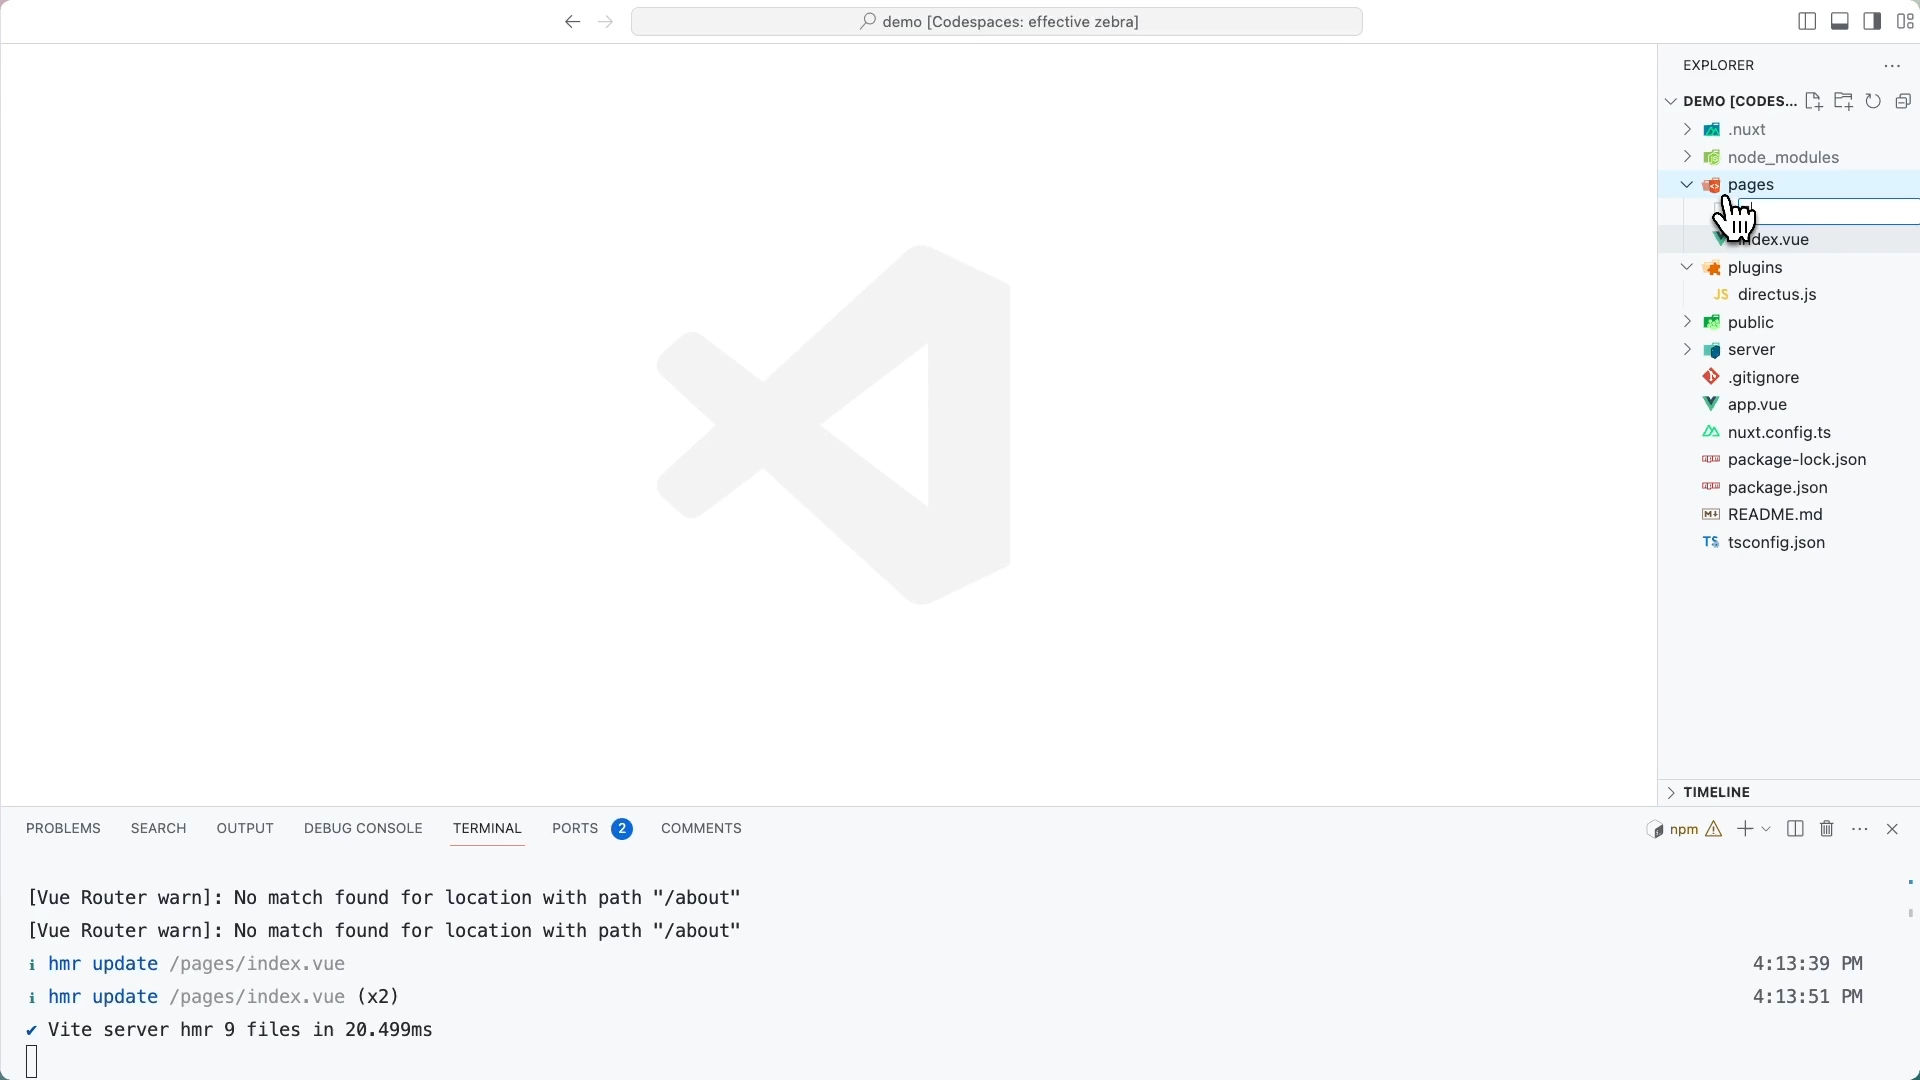 demo [Codespaces: effective zebra]
EXPLORER
DEMO [CODES...
.nuxt
node_modules
pages
index.vue
plugins
JS directus.js
public
server
.gitignore
app.vue
nuxt.config.ts
package-lock.json
package.json
README.md
TS tsconfig.json
TIMELINE
PROBLEMS SEARCH OUTPUT DEBUG CONSOLE TERMINAL PORTS 2 COMMENTS npm
[Vue Router warn]: No match found for location with path "/about"
[Vue Router warn]: No match found for location with path "/about"
i hmr update /pages/index.vue 4:13:39 PM
i hmr update /pages/index.vue (x2) 4:13:51 PM
✔ Vite server hmr 9 files in 20.499ms